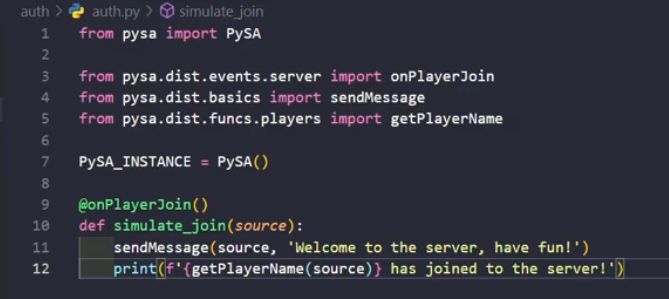 auth > auth.py > simulate_join
1 from pysa import PySA
2
3 from pysa.dist.events.server import onPlayerJoin
4 from pysa.dist.basics import sendMessage
5 from pysa.dist.funcs.players import getPlayerName
6
7 PySA_INSTANCE = PySA()
8
9 @onPlayerJoin()
10 def simulate_join(source):
11     sendMessage(source, 'Welcome to the server, have fun!')
12     print(f'{getPlayerName(source)} has joined to the server!')